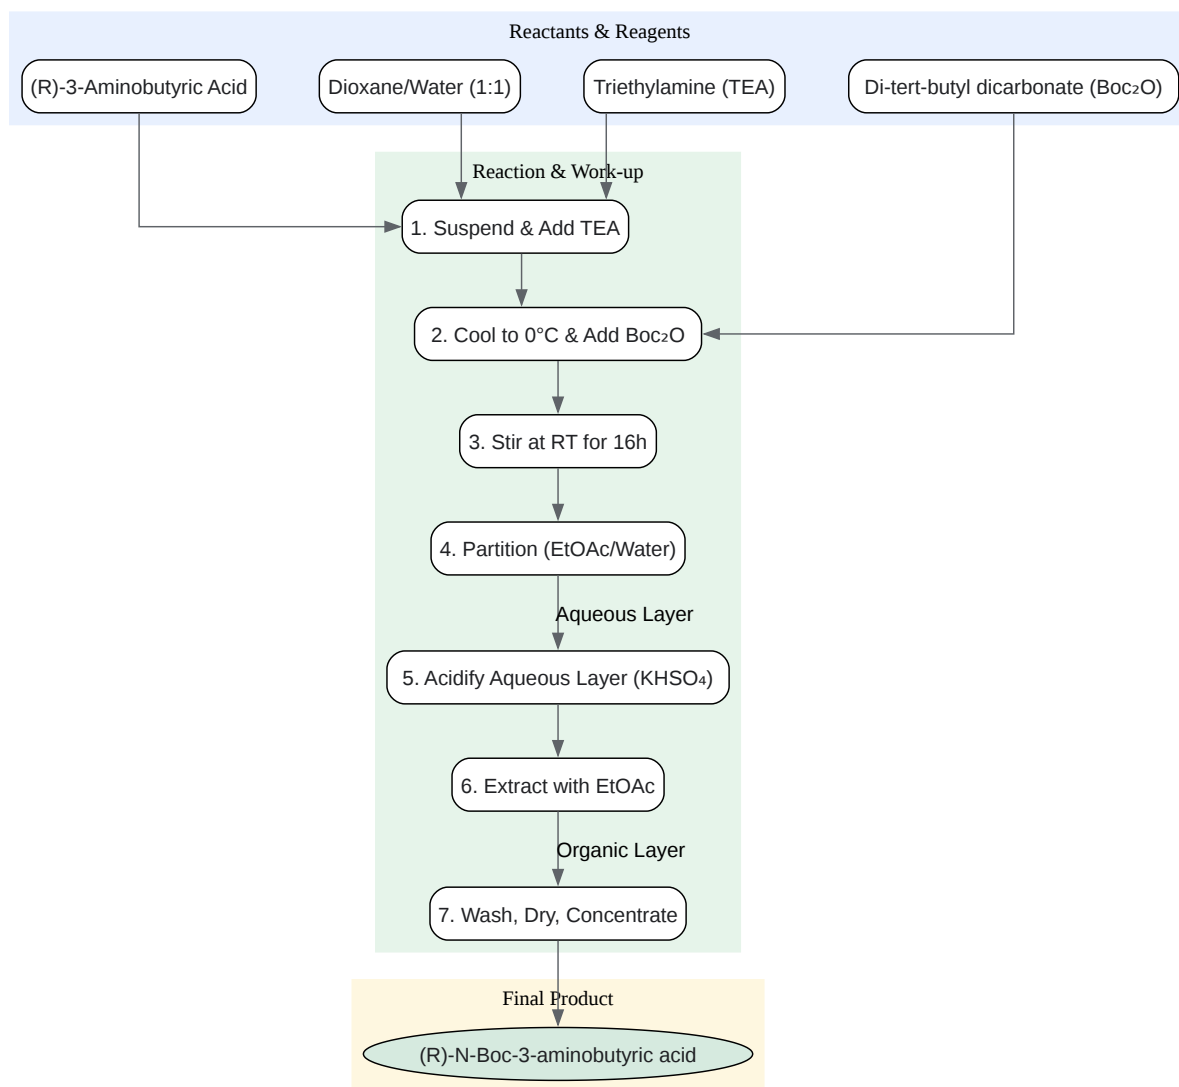 Reactants & Reagents
(R)-3-Aminobutyric Acid
Dioxane/Water (1:1)
Triethylamine (TEA)
Di-tert-butyl dicarbonate (Boc₂O)
Reaction & Work-up
1. Suspend & Add TEA
2. Cool to 0°C & Add Boc₂O
3. Stir at RT for 16h
4. Partition (EtOAc/Water)
Aqueous Layer
5. Acidify Aqueous Layer (KHSO₄)
6. Extract with EtOAc
Organic Layer
7. Wash, Dry, Concentrate
Final Product
(R)-N-Boc-3-aminobutyric acid